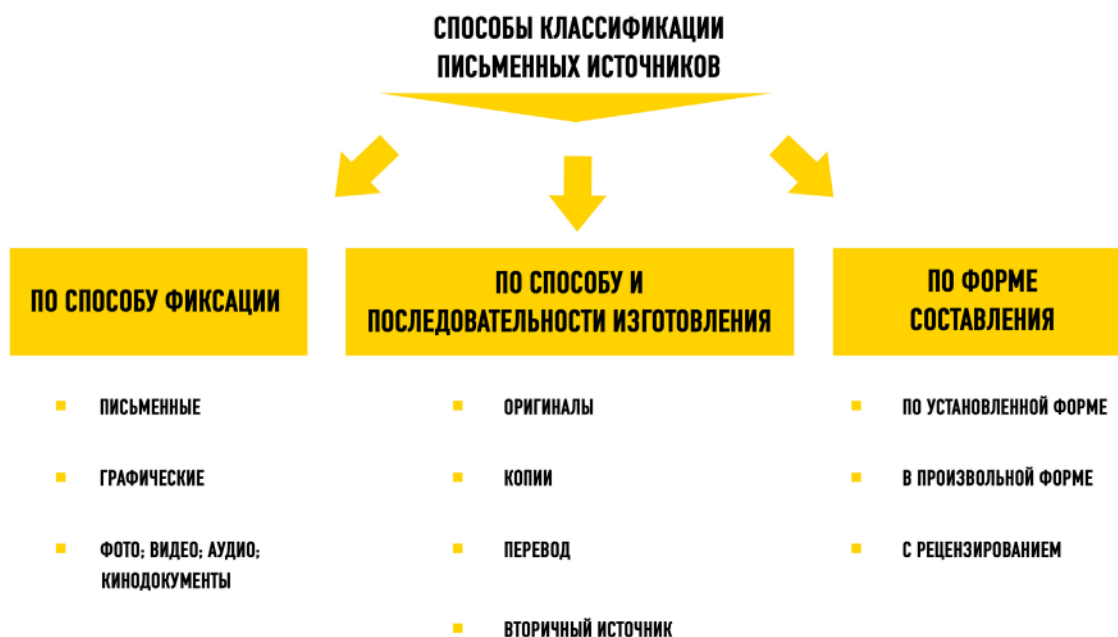 СПОСОБЫ КЛАССИФИКАЦИИ
ПИСЬМЕННЫХ ИСТОЧНИКОВ
ПО СПОСОБУ ФИКСАЦИИ
ПИСЬМЕННЫЕ
ГРАФИЧЕСКИЕ
ФОТО; ВИДЕО; АУДИО;
КИНОДОКУМЕНТЫ
ПО СПОСОБУ И
ПОСЛЕДОВАТЕЛЬНОСТИ ИЗГОТОВЛЕНИЯ
ОРИГИНАЛЫ
КОПИИ
ПЕРЕВОД
ВТОРИЧНЫЙ ИСТОЧНИК
ПО ФОРМЕ
СОСТАВЛЕНИЯ
ПО УСТАНОВЛЕННОЙ ФОРМЕ
В ПРОИЗВОЛЬНОЙ ФОРМЕ
С РЕЦЕНЗИРОВАНИЕМ